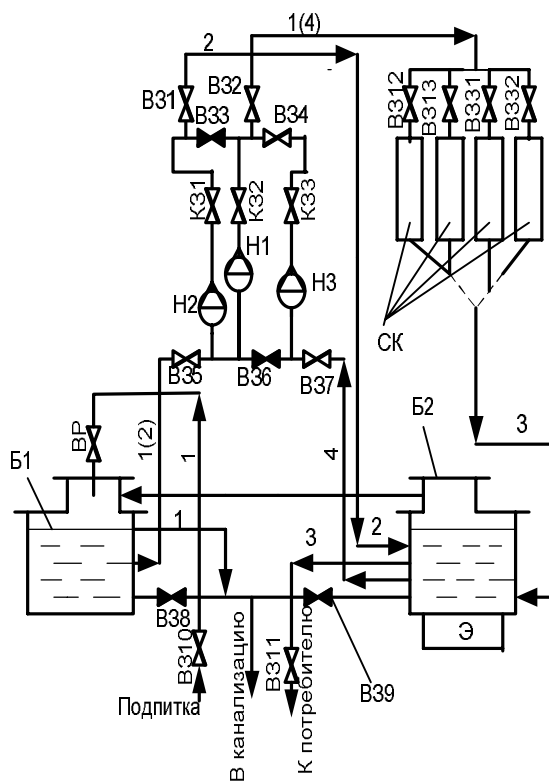 1(4)
2
ВЗ1
ВЗ2
ВЗ3
ВЗ4
ВЗ12
ВЗ13
ВЗ31
ВЗ32
КЗ1
КЗ2
КЗ3
Н1
Н2
Н3
СК
ВЗ5
ВЗ6
ВЗ7
ВР
1(2)
1
4
Б2
3
Б1
1
2
3
ВЗ8
Э
ВЗ10
В канализацию
ВЗ11
К потребителю
ВЗ9
Подпитка